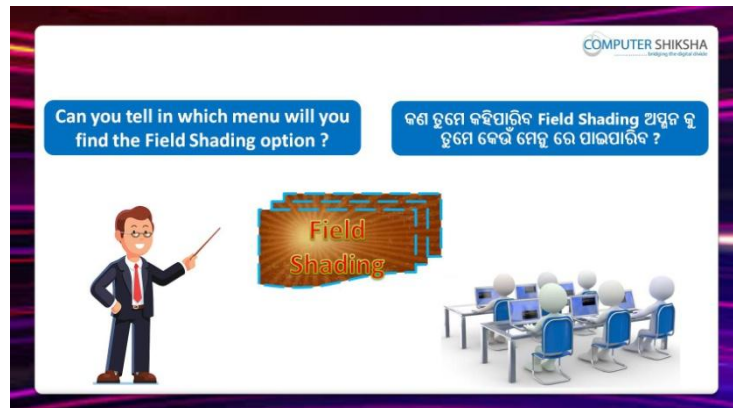 COMPUTER SHIKSHA
bridging the digital divide
Can you tell in which menu will you
find the Field Shading option ?
କଣ ତୁମେ କହିପାରିବ Field Shading ଅପ୍ସନ କୁ
ତୁମେ କେଉଁ ମେନୁ ରେ ପାଇପାରିବ ?
Field
Shading